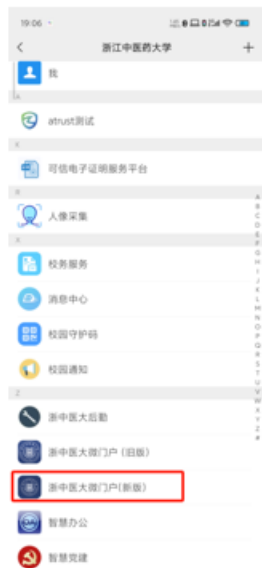 19:06
浙江中医药大学
我
A
atrust测试
K
可信电子证明服务平台
R
人像采集
X
校务服务
消息中心
校园守护码
校园通知
Z
浙中医大后勤
浙中医大微门户 (旧版)
浙中医大微门户(新版)
智慧办公
智慧党建
A
B
C
D
E
F
G
H
I
J
K
L
M
N
O
P
Q
R
S
T
U
V
W
X
Y
Z
#